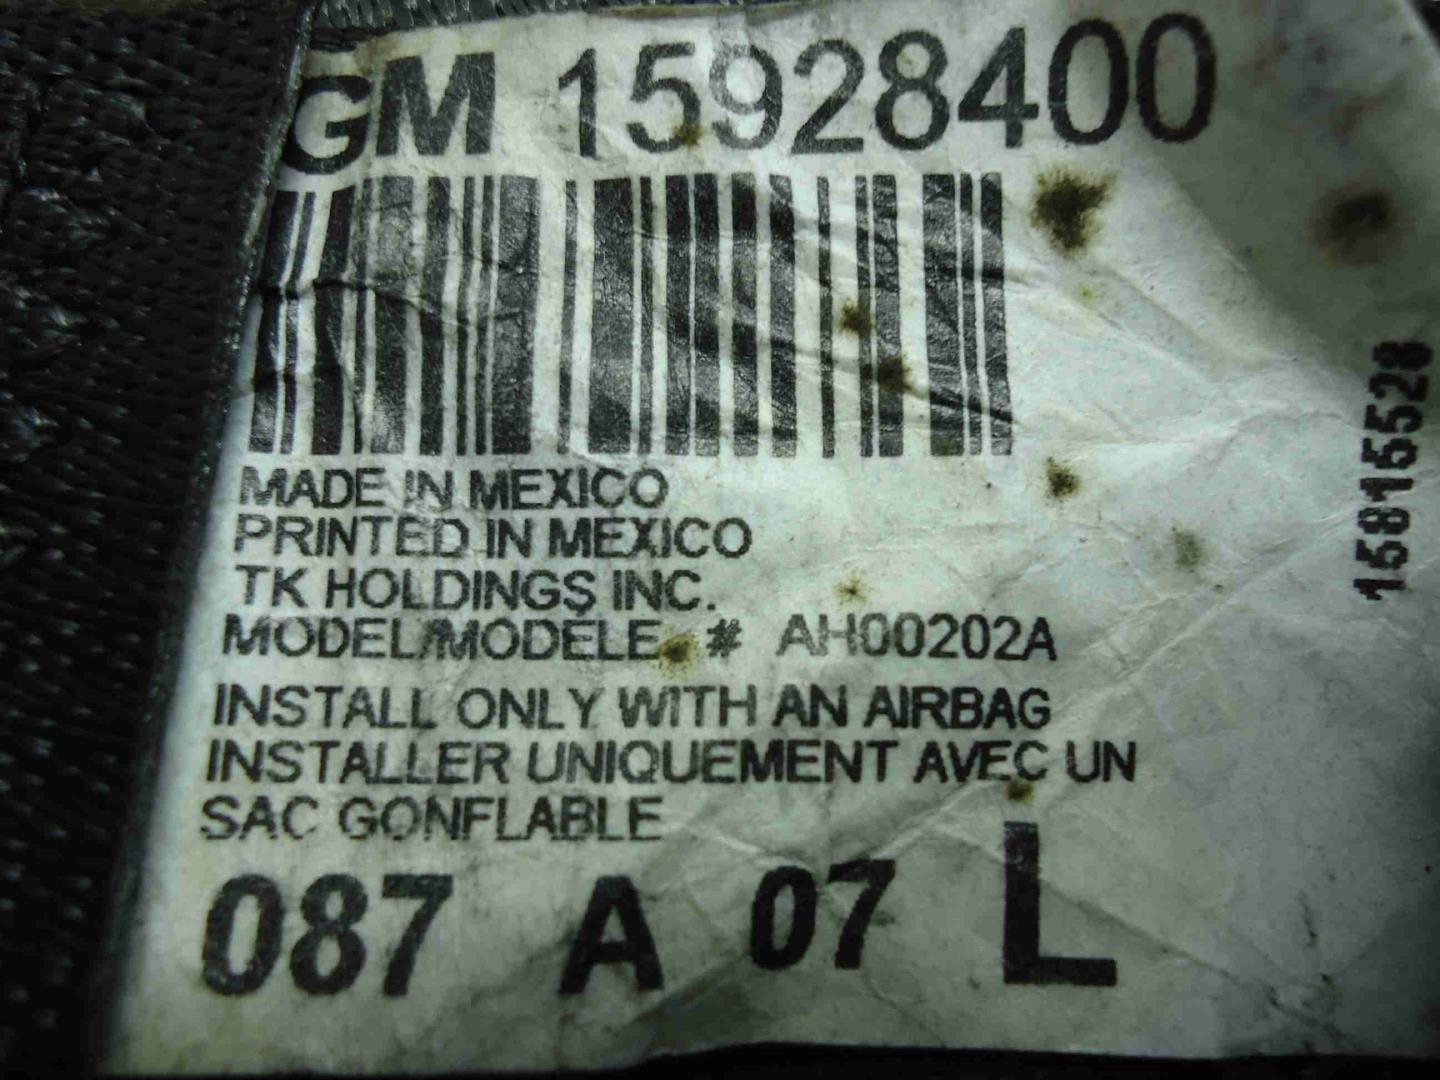 GM 15928400
MADE IN MEXICO
PRINTED IN MEXICO
TK HOLDINGS INC.
MODEL/MODÈLE # AH00202A
INSTALL ONLY WITH AN AIRBAG
INSTALLER UNIQUEMENT AVEC UN
SAC GONFLABLE
087 A 07 L
15815528